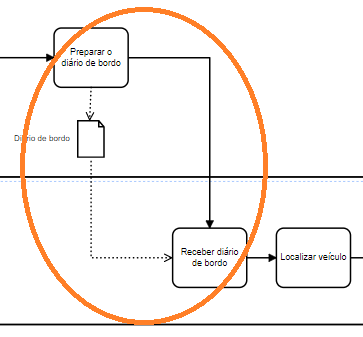 Preparar o
diário de bordo
Diário de bordo
Receber diário
de bordo
Localizar veículo